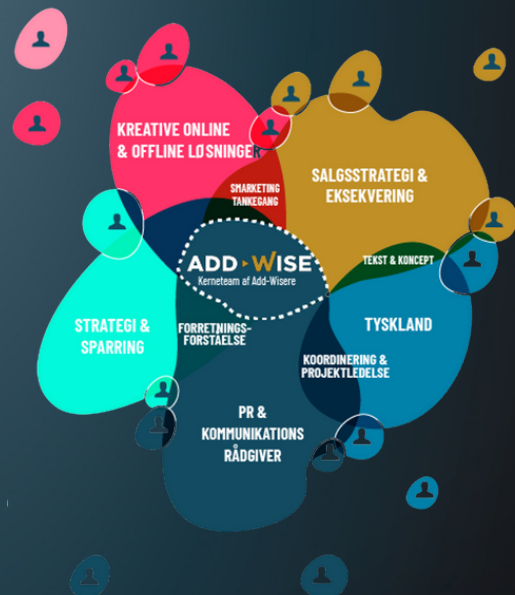 KREATIVE ONLINE
& OFFLINE LØSNINGER
SALGSSTRATEGI &
EKSEKVERING
SMARKETING
TANKEGANG
ADD WISE
Kerneteam af Add-Wisere
TEKST & KONCEPT
STRATEGI &
SPARRING
FORRETNINGS-
FORSTÅELSE
TYSKLAND
KOORDINERING &
PROJEKTLEDELSE
PR &
KOMMUNIKATIONS
RÅDGIVER